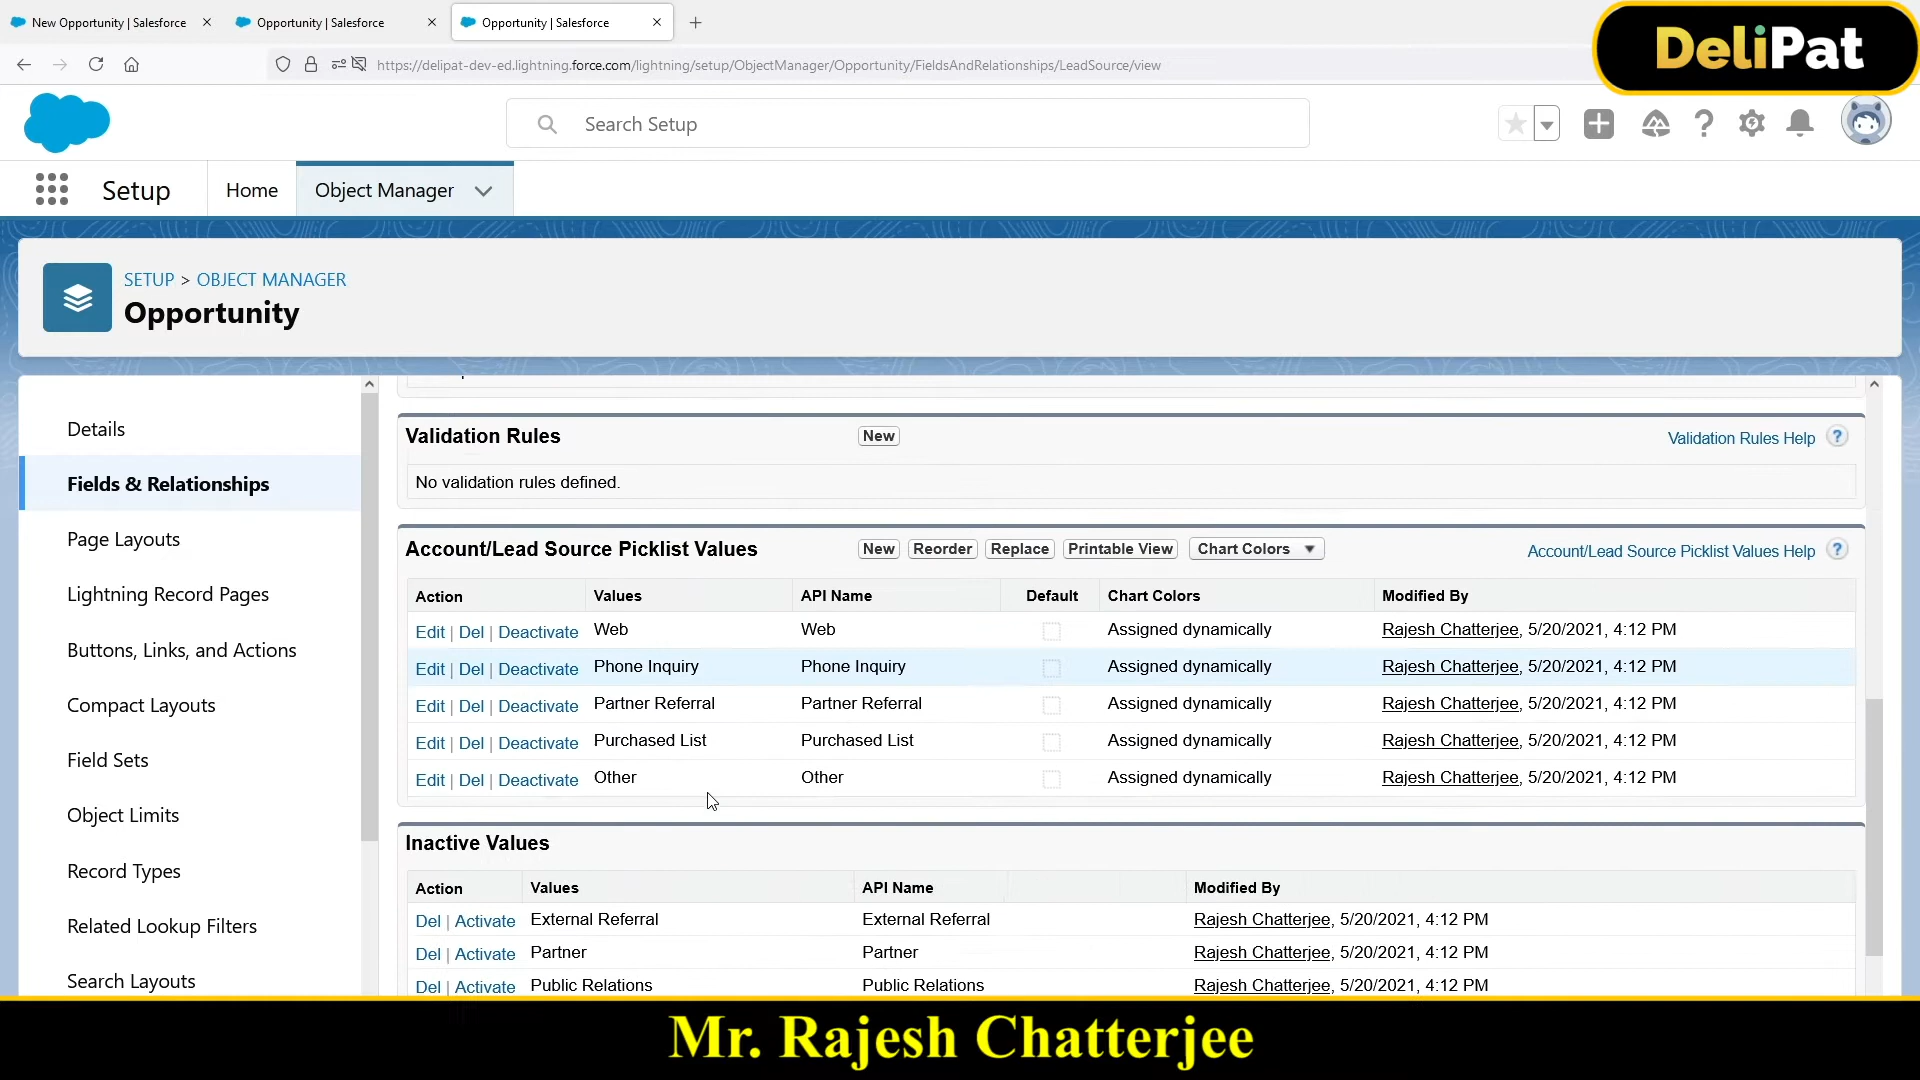 New Opportunity | Salesforce
Opportunity | Salesforce
Opportunity | Salesforce
https://delipat-dev-ed.lightning.force.com/lightning/setup/ObjectManager/Opportunity/FieldsAndRelationships/LeadSource/view
DeliPat
Search Setup
Setup
Home
Object Manager
SETUP > OBJECT MANAGER
Opportunity
Details
Fields & Relationships
Page Layouts
Lightning Record Pages
Buttons, Links, and Actions
Compact Layouts
Field Sets
Object Limits
Record Types
Related Lookup Filters
Search Layouts
Validation Rules New Validation Rules Help ?
No validation rules defined.
Account/Lead Source Picklist Values New Reorder Replace Printable View Chart Colors Account/Lead Source Picklist Values Help ?
Action Values API Name Default Chart Colors Modified By
Edit | Del | Deactivate Web Web Assigned dynamically Rajesh Chatterjee, 5/20/2021, 4:12 PM
Edit | Del | Deactivate Phone Inquiry Phone Inquiry Assigned dynamically Rajesh Chatterjee, 5/20/2021, 4:12 PM
Edit | Del | Deactivate Partner Referral Partner Referral Assigned dynamically Rajesh Chatterjee, 5/20/2021, 4:12 PM
Edit | Del | Deactivate Purchased List Purchased List Assigned dynamically Rajesh Chatterjee, 5/20/2021, 4:12 PM
Edit | Del | Deactivate Other Other Assigned dynamically Rajesh Chatterjee, 5/20/2021, 4:12 PM
Inactive Values
Action Values API Name Modified By
Del | Activate External Referral External Referral Rajesh Chatterjee, 5/20/2021, 4:12 PM
Del | Activate Partner Partner Rajesh Chatterjee, 5/20/2021, 4:12 PM
Del | Activate Public Relations Public Relations Rajesh Chatterjee, 5/20/2021, 4:12 PM
Mr. Rajesh Chatterjee